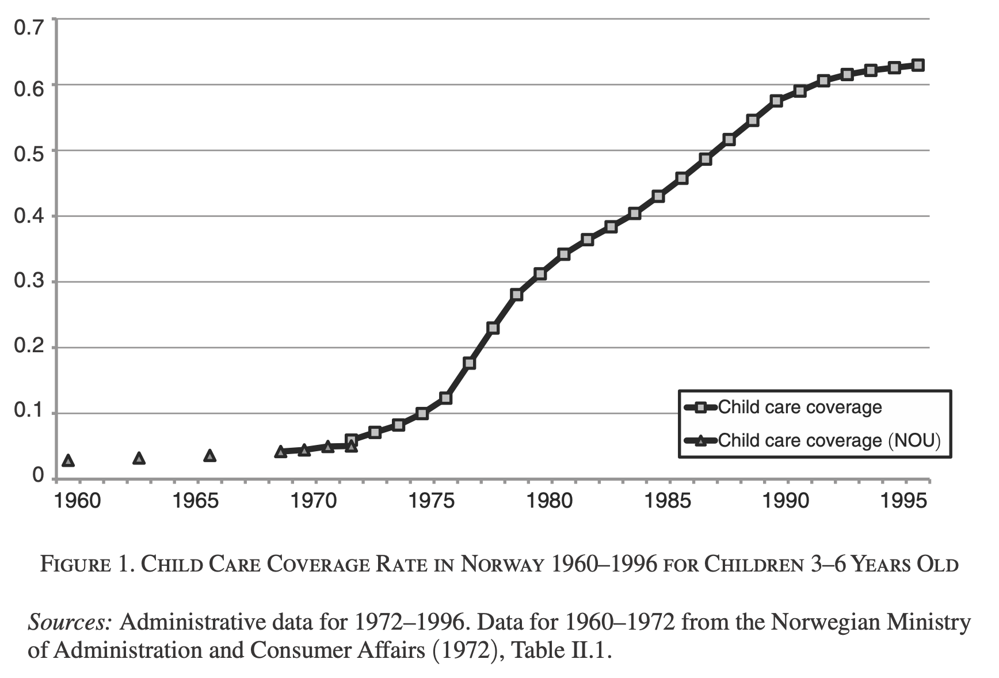 0.7
0.6
0.5
0.4
0.3
0.2
0.1
0
1960 1965 1970 1975 1980 1985 1990 1995
Child care coverage
Child care coverage (NOU)
Figure 1. Child Care Coverage Rate in Norway 1960–1996 for Children 3–6 Years Old
Sources: Administrative data for 1972–1996. Data for 1960–1972 from the Norwegian Ministry
of Administration and Consumer Affairs (1972), Table II.1.